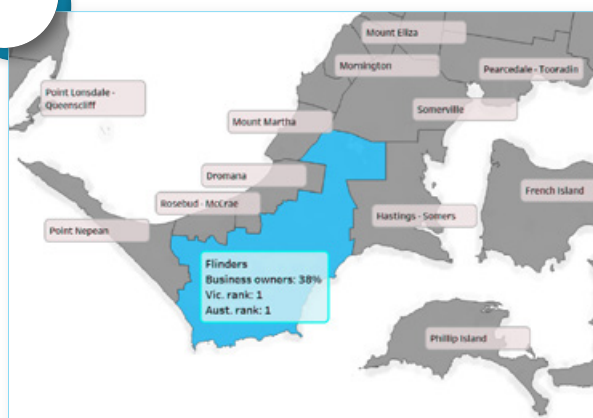 Mount Eliza
Mornington
Pearcedale - Tooradin
Point Lonsdale -
Queenscliff
Somerville
Mount Martha
Dromana
French Island
Rosebud - McCrae
Hastings - Somers
Point Nepean
Flinders
Business owners: 38%
Vic. rank: 1
Aust. rank: 1
Phillip Island